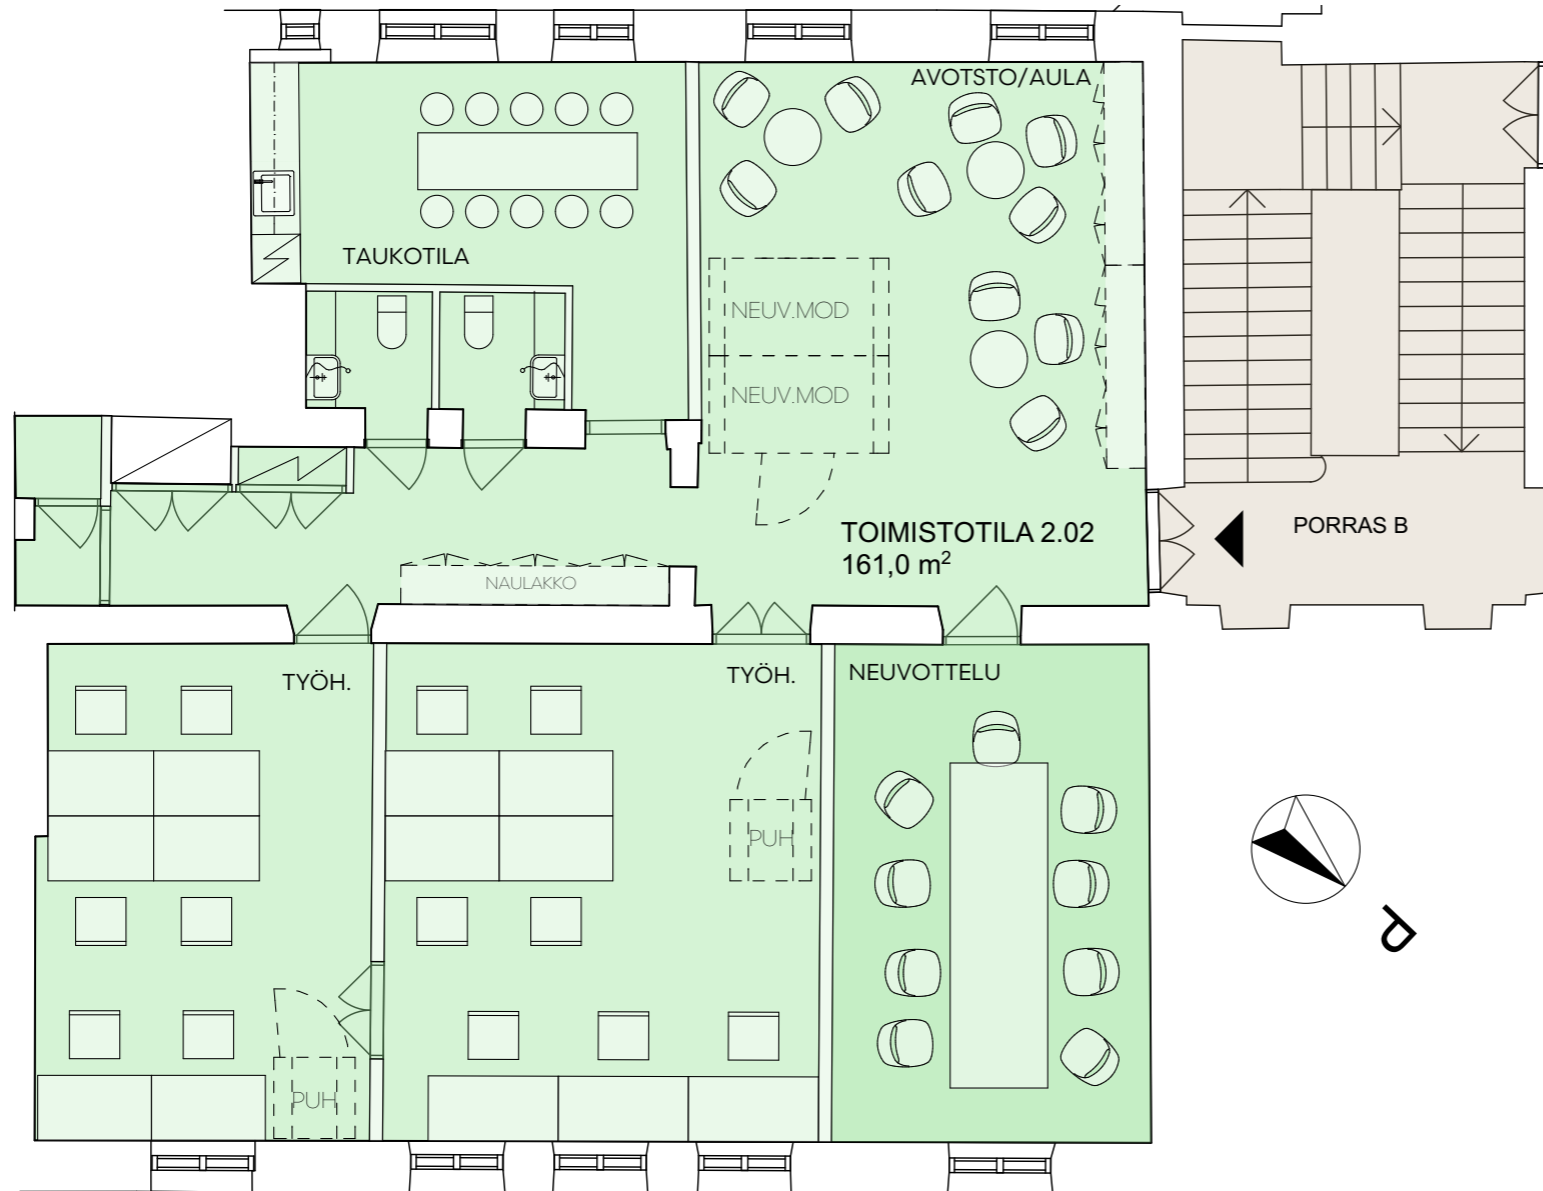 AVOTSTO/AULA
TAUKOTILA
NEUV.MOD
NEUV.MOD
TOIMISTOTILA 2.02
161,0 m²
PORRAS B
NAULAKKO
TYÖH.
TYÖH.
NEUVOTTELU
PUH
PUH
P